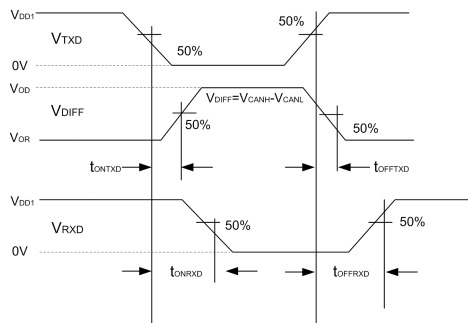 VDD1
VTXD
50%
50%
0V
VOD
VDIFF
VDIFF=VCANH-VCANL
50%
50%
VOR
tONTXD
tOFFTXD
VDD1
VRXD
50%
50%
0V
tONRXD
tOFFRXD